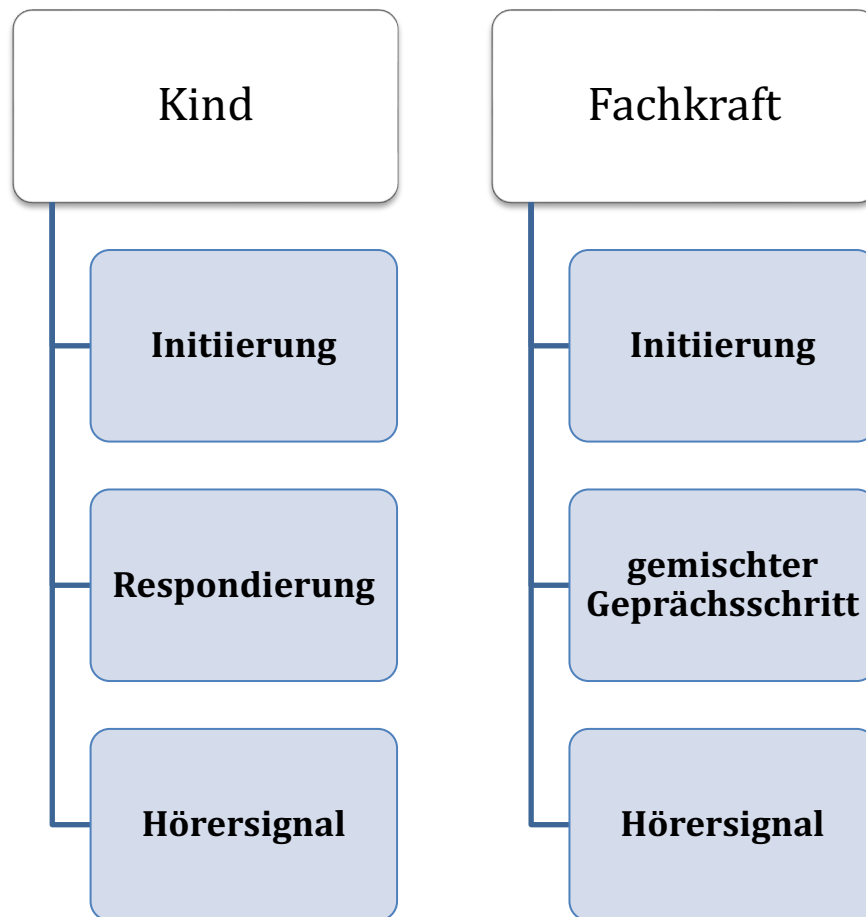 Kind
Initiierung
Respondierung
Hörersignal
Fachkraft
Initiierung
gemischter
Geprächsschritt
Hörersignal